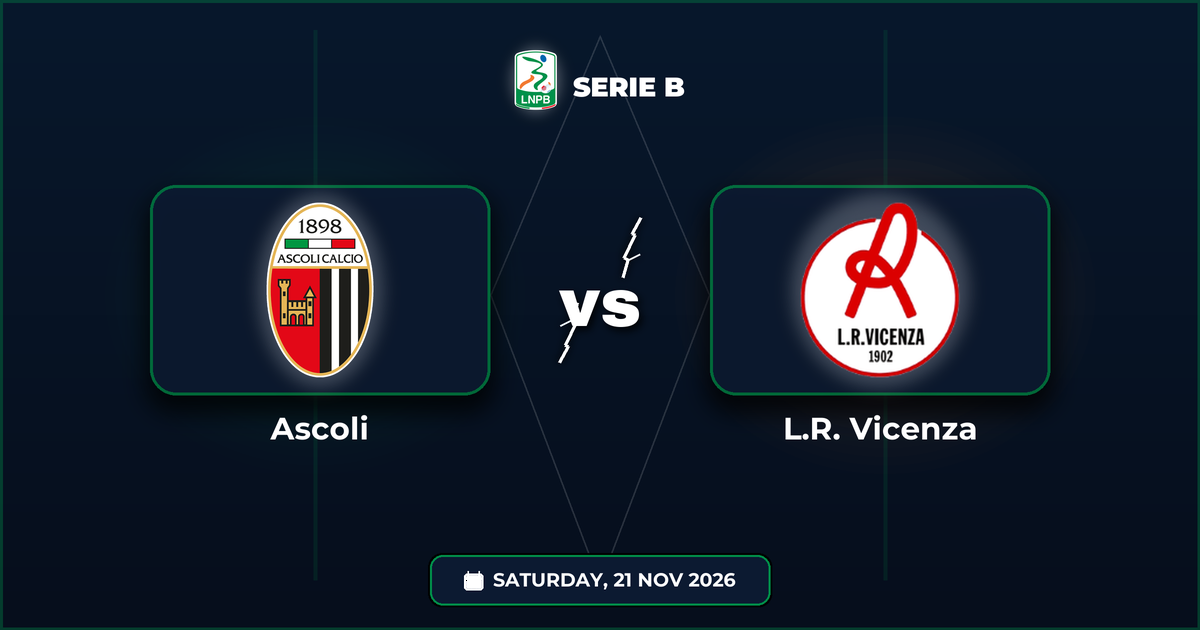 LNPB
SERIE B
1898
ASCOLI CALCIO
L.R.VICENZA
1902
VS
Ascoli
L.R. Vicenza
SATURDAY, 21 NOV 2026